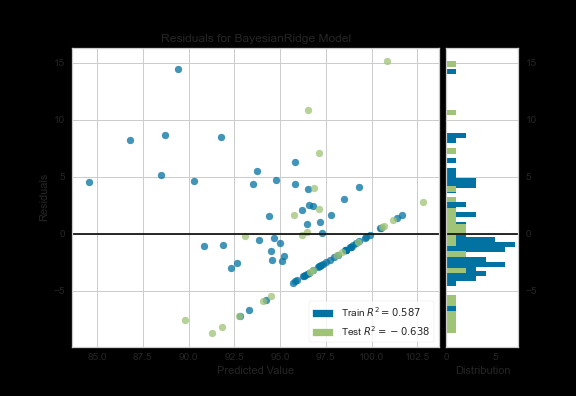 Residuals for BayesianRidge Model
15
10
5
0
−5
Residuals
85.0 87.5 90.0 92.5 95.0 97.5 100.0 102.5
Predicted Value
Train R² = 0.587
Test R² = −0.638
15
10
5
0
−5
0 5
Distribution